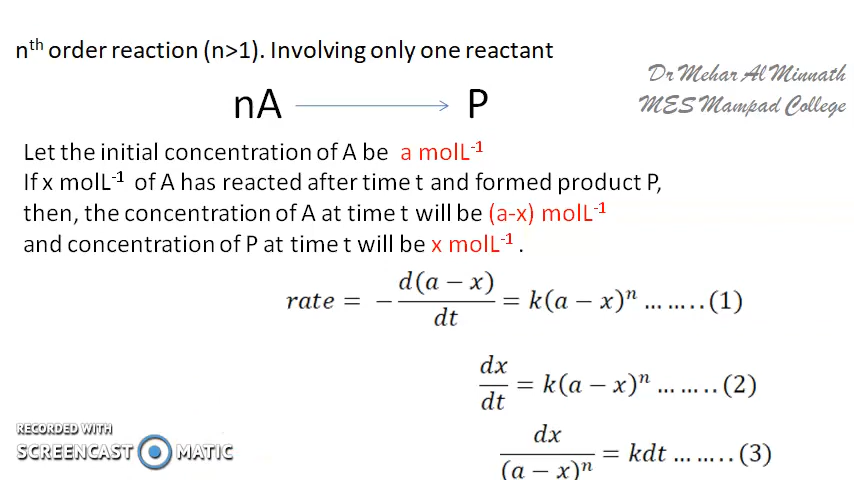 nth order reaction (n>1). Involving only one reactant
Dr Mehar Al Minnath
MES Mampad College
nA ⟶ P
Let the initial concentration of A be a molL⁻¹
If x molL⁻¹ of A has reacted after time t and formed product P,
then, the concentration of A at time t will be (a-x) molL⁻¹
and concentration of P at time t will be x molL⁻¹ .
rate = − d(a − x)/dt = k(a − x)ⁿ ... ... . . (1)
dx/dt = k(a − x)ⁿ ... ... . . (2)
dx/(a − x)ⁿ = kdt ... ... . . (3)
RECORDED WITH
SCREENCAST MATIC